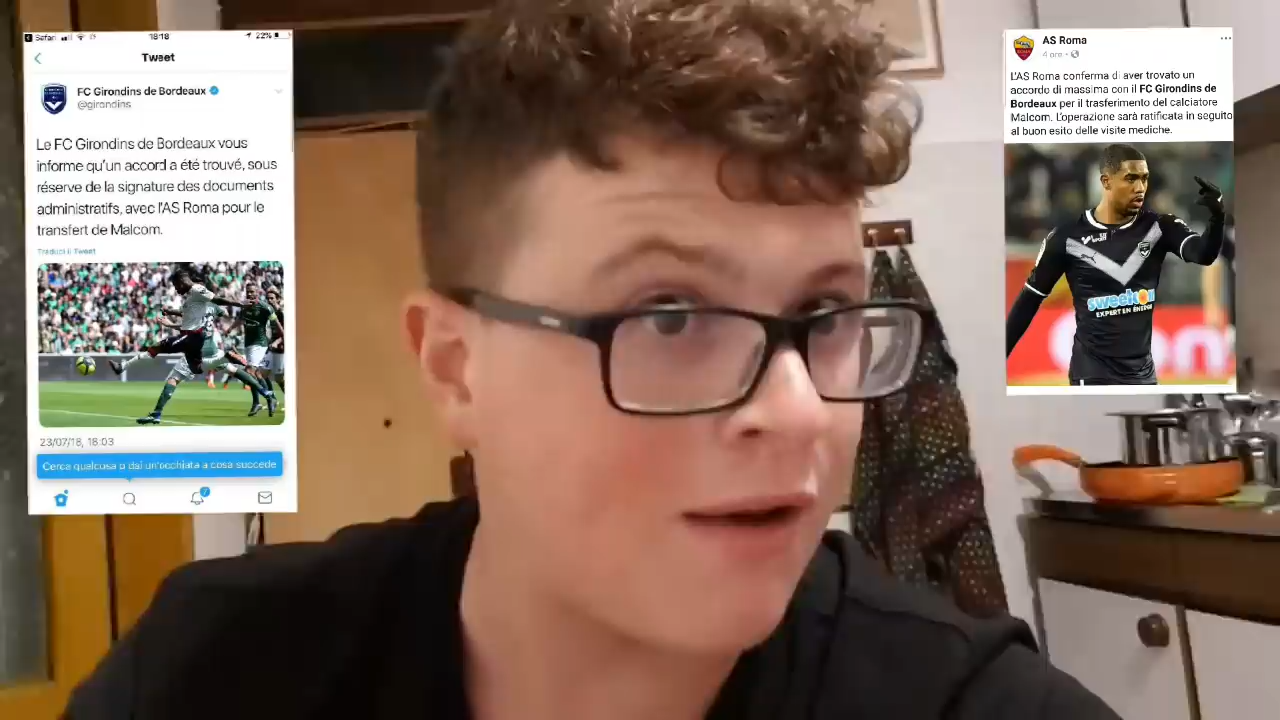 Safari
18:18
22%
Tweet
FC Girondins de Bordeaux
@girondins
Le FC Girondins de Bordeaux vous
informe qu'un accord a été trouvé, sous
réserve de la signature des documents
administratifs, avec l'AS Roma pour le
transfert de Malcom.
Traduci il Tweet
23/07/18, 18:03
Cerca qualcosa o dai un'occhiata a cosa succede
AS Roma
4 ore
L'AS Roma conferma di aver trovato un
accordo di massima con il FC Girondins de
Bordeaux per il trasferimento del calciatore
Malcom. L'operazione sarà ratificata in seguito
al buon esito delle visite mediche.
sweetcom
EXPERT EN ÉNERGIE